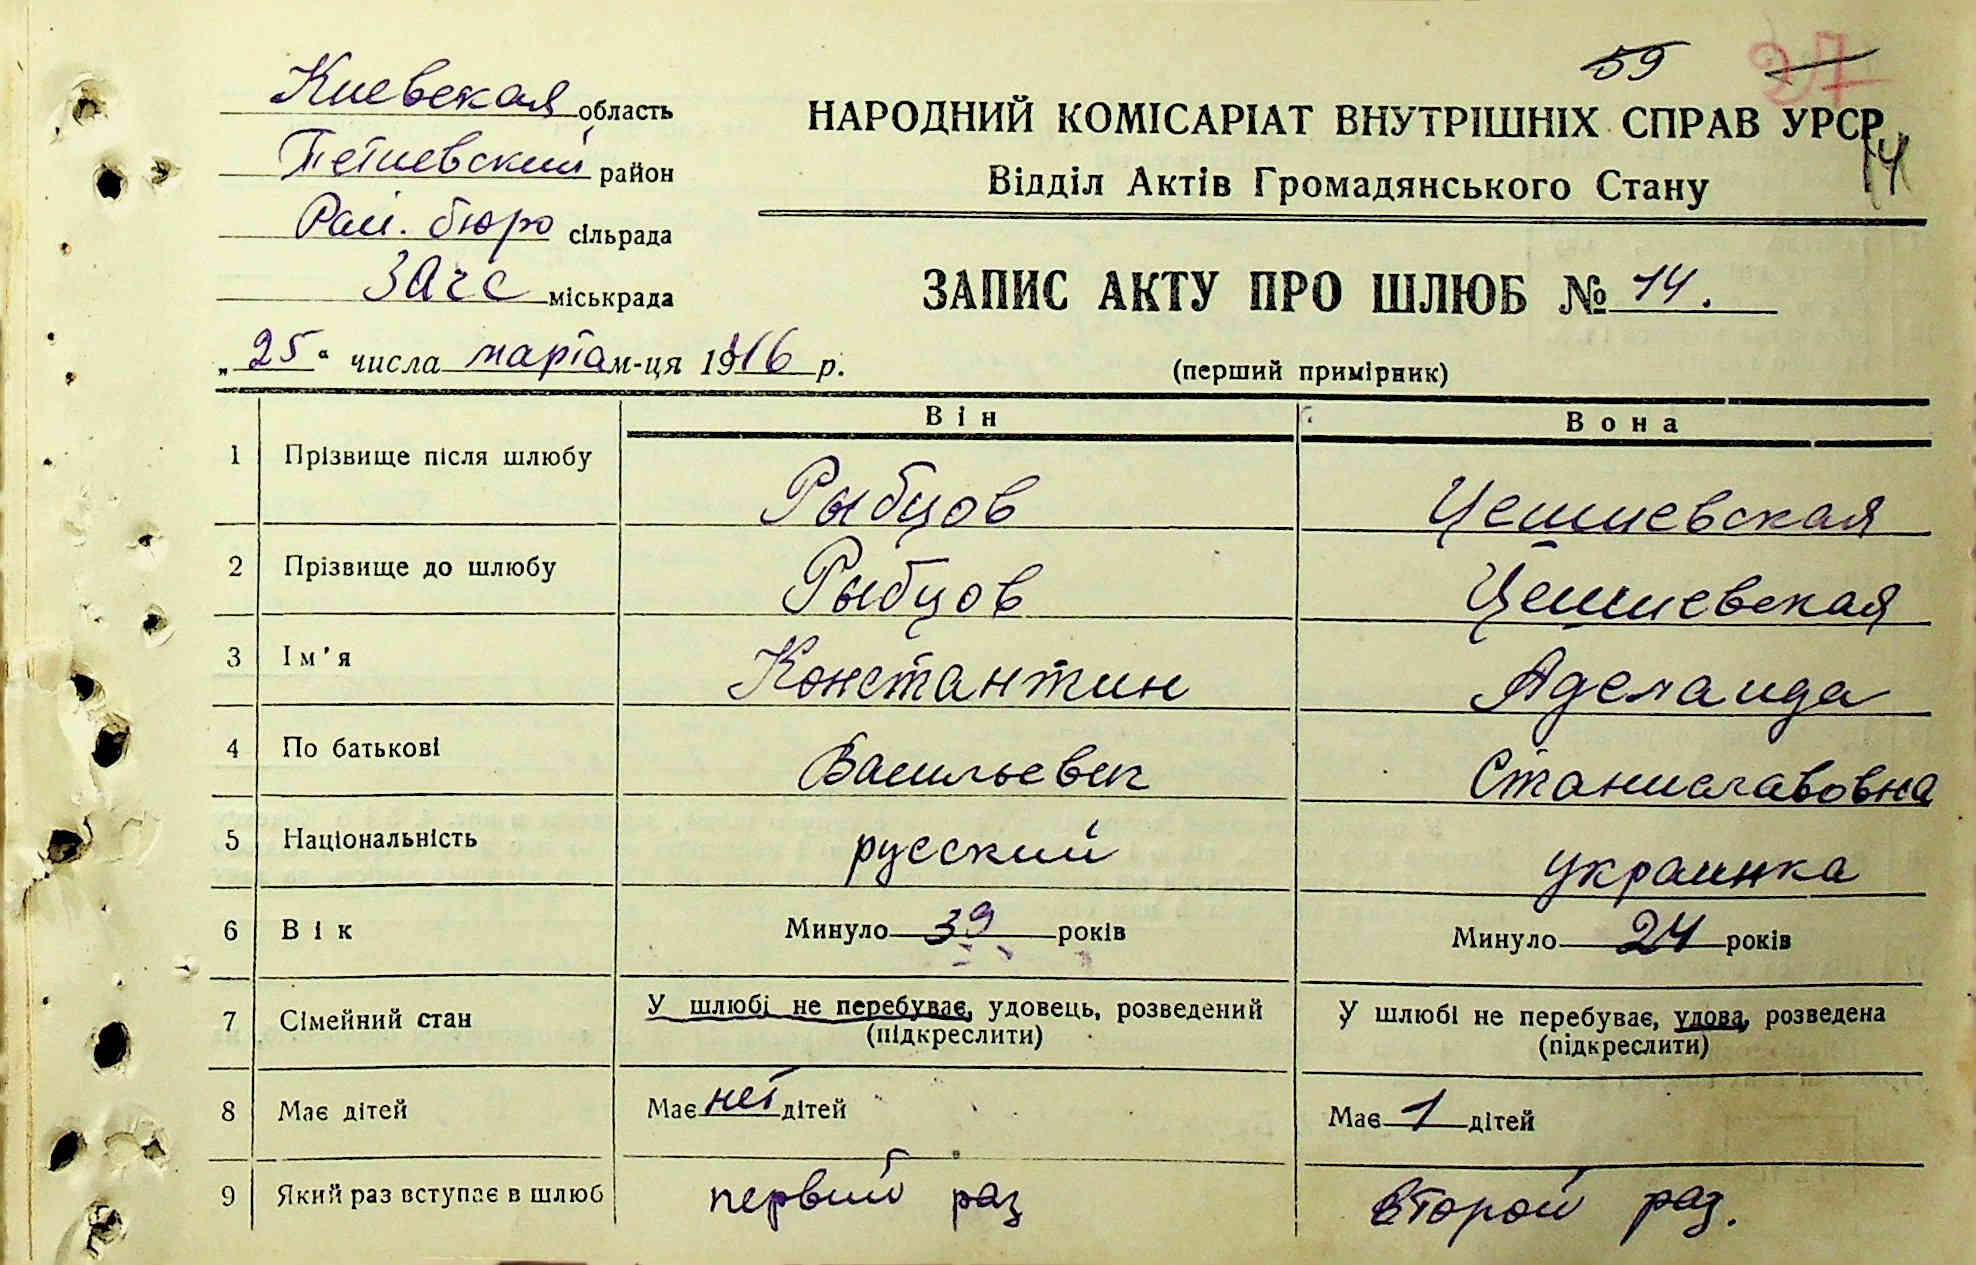 59 27
Киевская область
Тетиевский район
Рай. бюро сільрада
Загс міськрада
„25“ числа марта м-ця 1946 р.
НАРОДНИЙ КОМІСАРІАТ ВНУТРІШНІХ СПРАВ УРСР
14
Відділ Актів Громадянського Стану
ЗАПИС АКТУ ПРО ШЛЮБ № 14.
(перший примірник)
Він Вона
1 Прізвище після шлюбу Рыбцов Цешиевская
2 Прізвище до шлюбу Рыбцов Цешиевская
3 Ім'я Константин Аделаида
4 По батькові Васильевич Станиславовна
5 Національність русский украинка
6 Вік Минуло 39 років Минуло 24 років
7 Сімейний стан У шлюбі не перебуває, удовець, розведений (підкреслити) У шлюбі не перебуває, удова, розведена (підкреслити)
8 Має дітей Має нет дітей Має 1 дітей
9 Який раз вступає в шлюб первый раз второй раз.